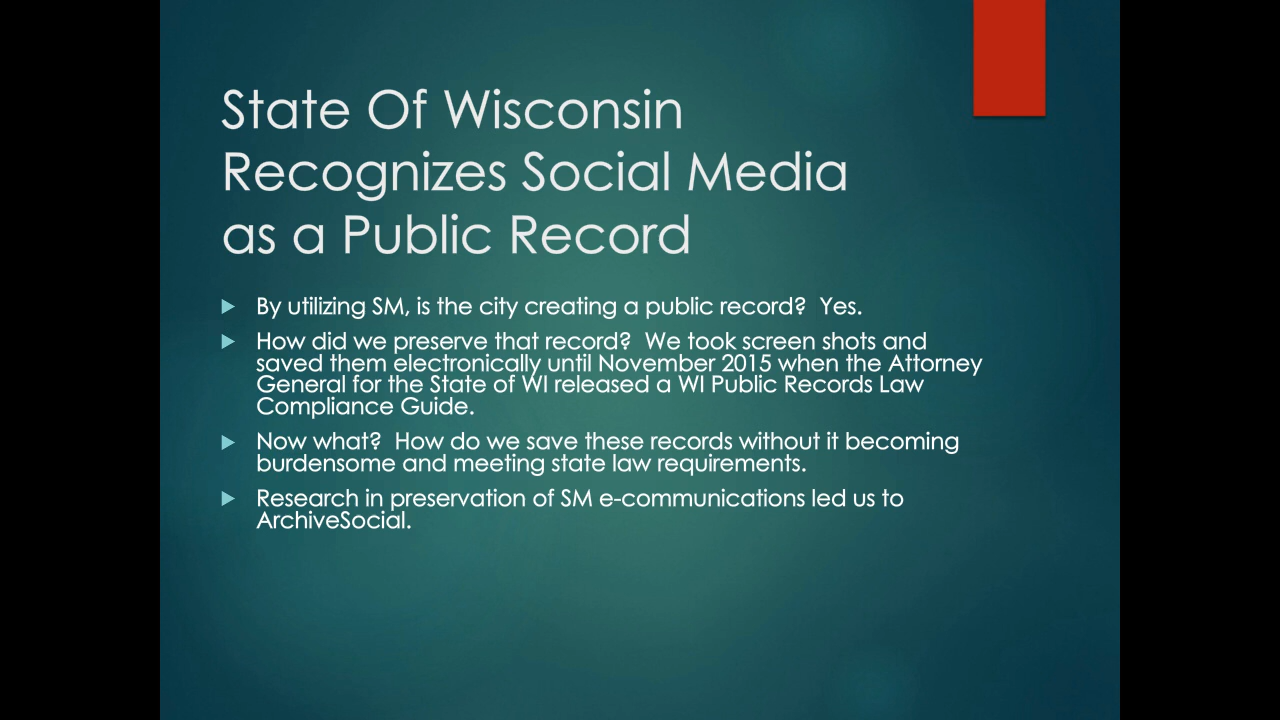 State Of Wisconsin
Recognizes Social Media
as a Public Record
By utilizing SM, is the city creating a public record?  Yes.
How did we preserve that record?  We took screen shots and
saved them electronically until November 2015 when the Attorney
General for the State of WI released a WI Public Records Law
Compliance Guide.
Now what?  How do we save these records without it becoming
burdensome and meeting state law requirements.
Research in preservation of SM e-communications led us to
ArchiveSocial.